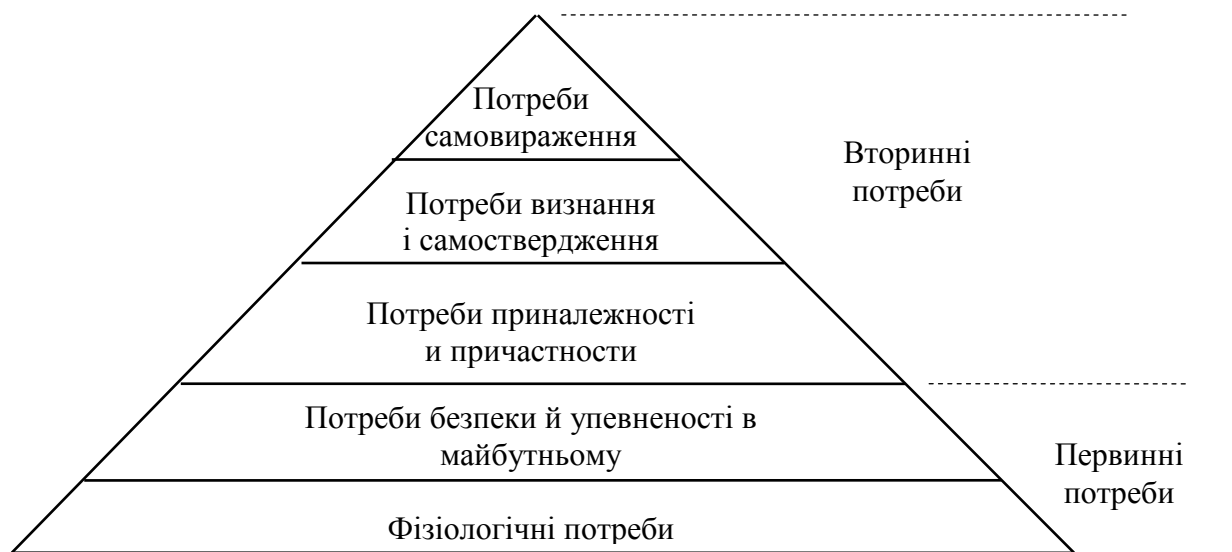 Потреби
самовираження
Вторинні
потреби
Потреби визнання
і самоствердження
Потреби приналежності
и причастности
Потреби безпеки й упевненості в
майбутньому
Первинні
потреби
Фізіологічні потреби